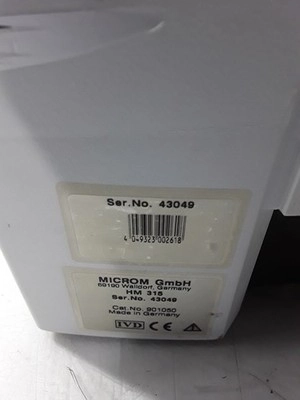 Ser.No. 43049
4 049323 002618
MICROM GmbH
69190 Walldorf, Germany
HM 315
Ser.No. 43049
Cat.No. 901050
Made in Germany
IVD CE